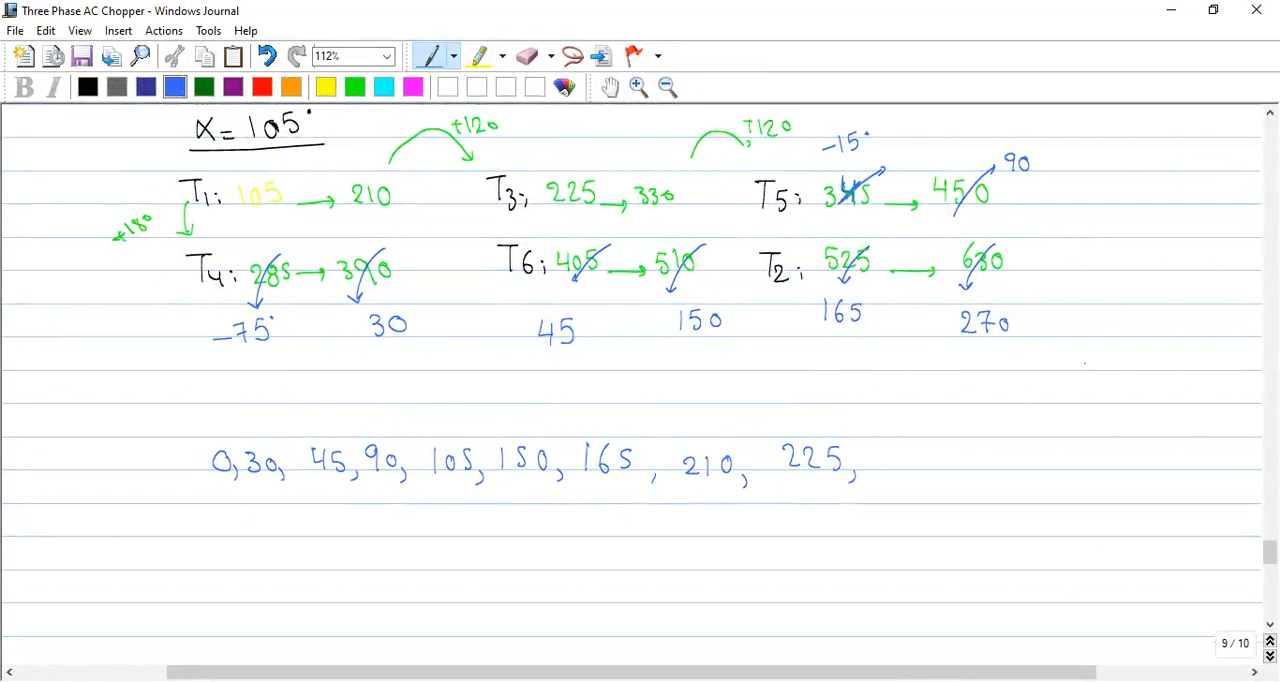 Three Phase AC Chopper - Windows Journal
File Edit View Insert Actions Tools Help
112%
B I
α = 105°
+120 +120 -15° 90
T1: 105 → 210 T3: 225 → 330 T5: 345 → 450
+180
T4: 285 → 390 T6: 405 → 510 T2: 525 → 630
-75° 30 45 150 165 270
0, 30, 45, 90, 105, 150, 165, 210, 225,
9 / 10